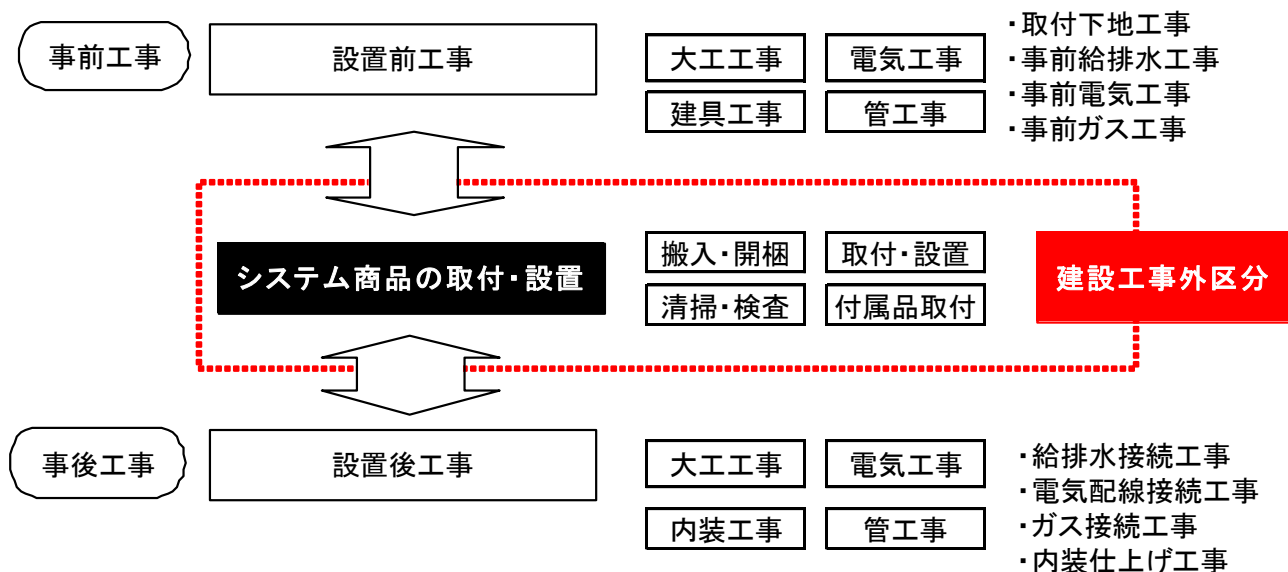 事前工事
設置前工事
大工工事
電気工事
建具工事
管工事
・取付下地工事
・事前給排水工事
・事前電気工事
・事前ガス工事
システム商品の取付・設置
搬入・開梱
取付・設置
清掃・検査
付属品取付
建設工事外区分
事後工事
設置後工事
大工工事
電気工事
内装工事
管工事
・給排水接続工事
・電気配線接続工事
・ガス接続工事
・内装仕上げ工事